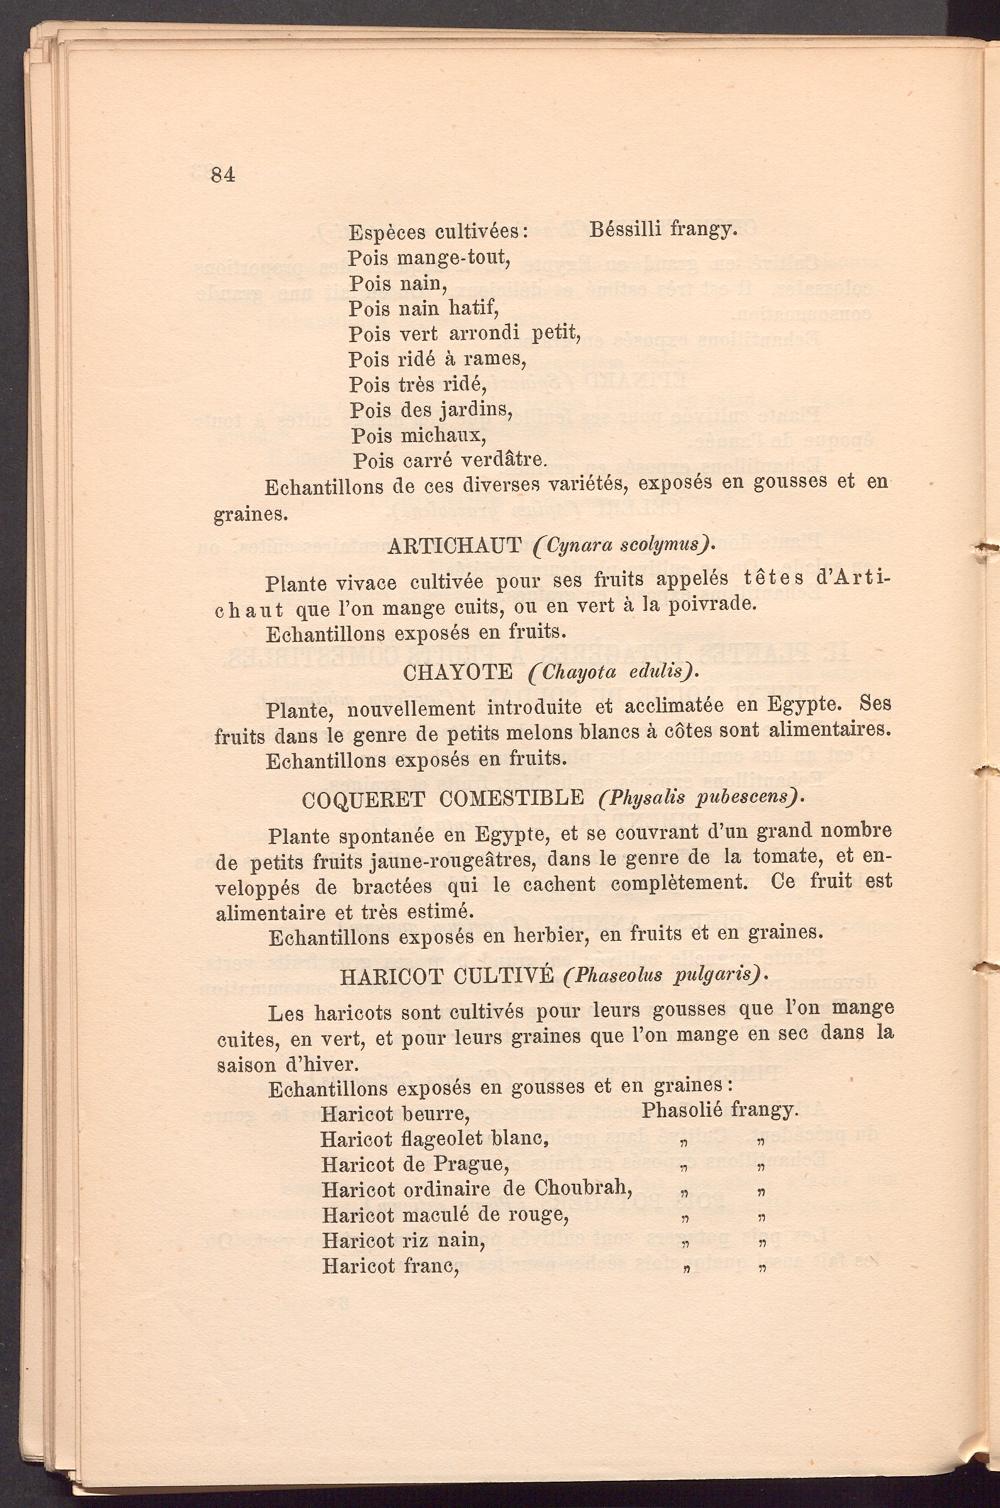 84
Espèces cultivées: Béssilli frangy.
Pois mange-tout,
Pois nain,
Pois nain hatif,
Pois vert arrondi petit,
Pois ridé à rames,
Pois très ridé,
Pois des jardins,
Pois michaux,
Pois carré verdâtre.
Echantillons de ces diverses variétés, exposés en gousses et en
graines.
ARTICHAUT (Cynara scolymus).
Plante vivace cultivée pour ses fruits appelés têtes d'Arti-
chaut que l'on mange cuits, ou en vert à la poivrade.
Echantillons exposés en fruits.
CHAYOTE (Chayota edulis).
Plante, nouvellement introduite et acclimatée en Egypte. Ses
fruits dans le genre de petits melons blancs à côtes sont alimentaires.
Echantillons exposés en fruits.
COQUERET COMESTIBLE (Physalis pubescens).
Plante spontanée en Egypte, et se couvrant d'un grand nombre
de petits fruits jaune-rougeâtres, dans le genre de la tomate, et en-
veloppés de bractées qui le cachent complètement. Ce fruit est
alimentaire et très estimé.
Echantillons exposés en herbier, en fruits et en graines.
HARICOT CULTIVÉ (Phaseolus pulgaris).
Les haricots sont cultivés pour leurs gousses que l'on mange
cuites, en vert, et pour leurs graines que l'on mange en sec dans la
saison d'hiver.
Echantillons exposés en gousses et en graines:
Haricot beurre, Phasolié frangy.
Haricot flageolet blanc, „ „
Haricot de Prague, „ „
Haricot ordinaire de Choubrah, „ „
Haricot maculé de rouge, „ „
Haricot riz nain, „ „
Haricot franc, „ „